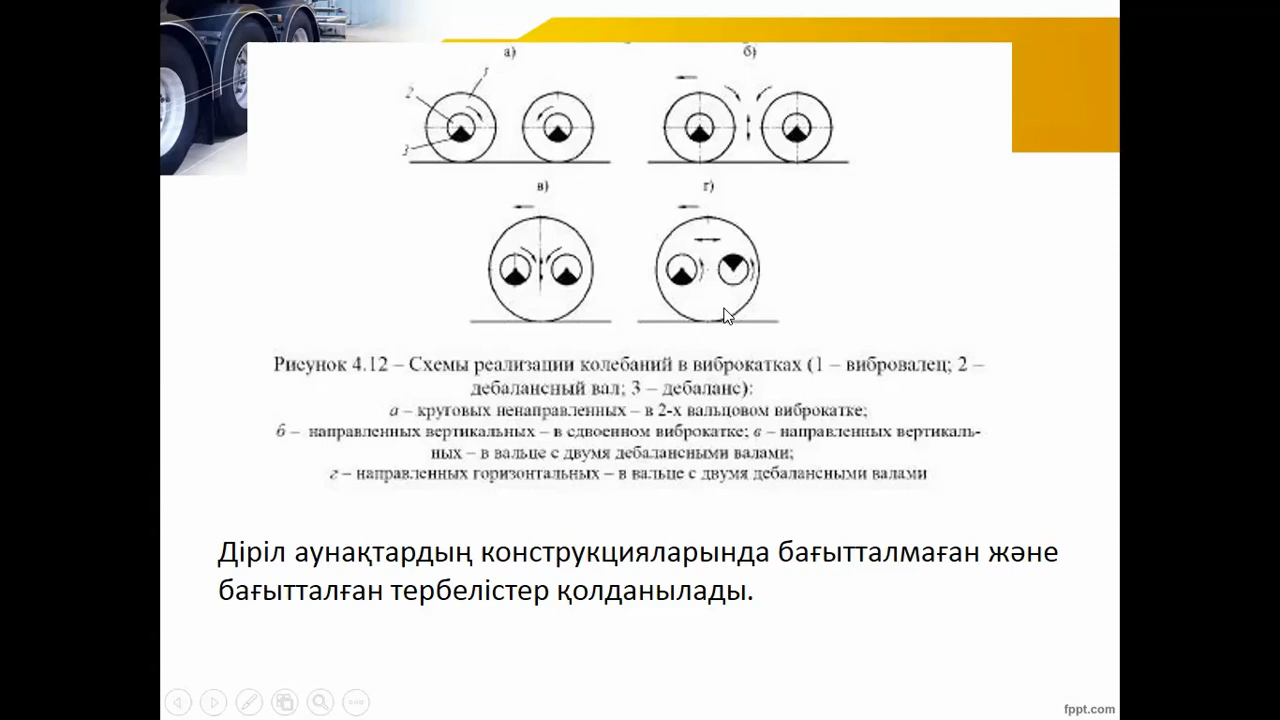 а) б)
1
2
3
в) г)
Рисунок 4.12 – Схемы реализации колебаний в виброкатках (1 – вибровалец; 2 –
дебалансный вал; 3 – дебаланс):
а – круговых ненаправленных – в 2-х вальцовом виброкатке;
б – направленных вертикальных – в сдвоенном виброкатке; в – направленных вертикаль-
ных – в вальце с двумя дебалансными валами;
г – направленных горизонтальных – в вальце с двумя дебалансными валами
Діріл аунақтардың конструкцияларында бағытталмаған және
бағытталған тербелістер қолданылады.
fppt.com